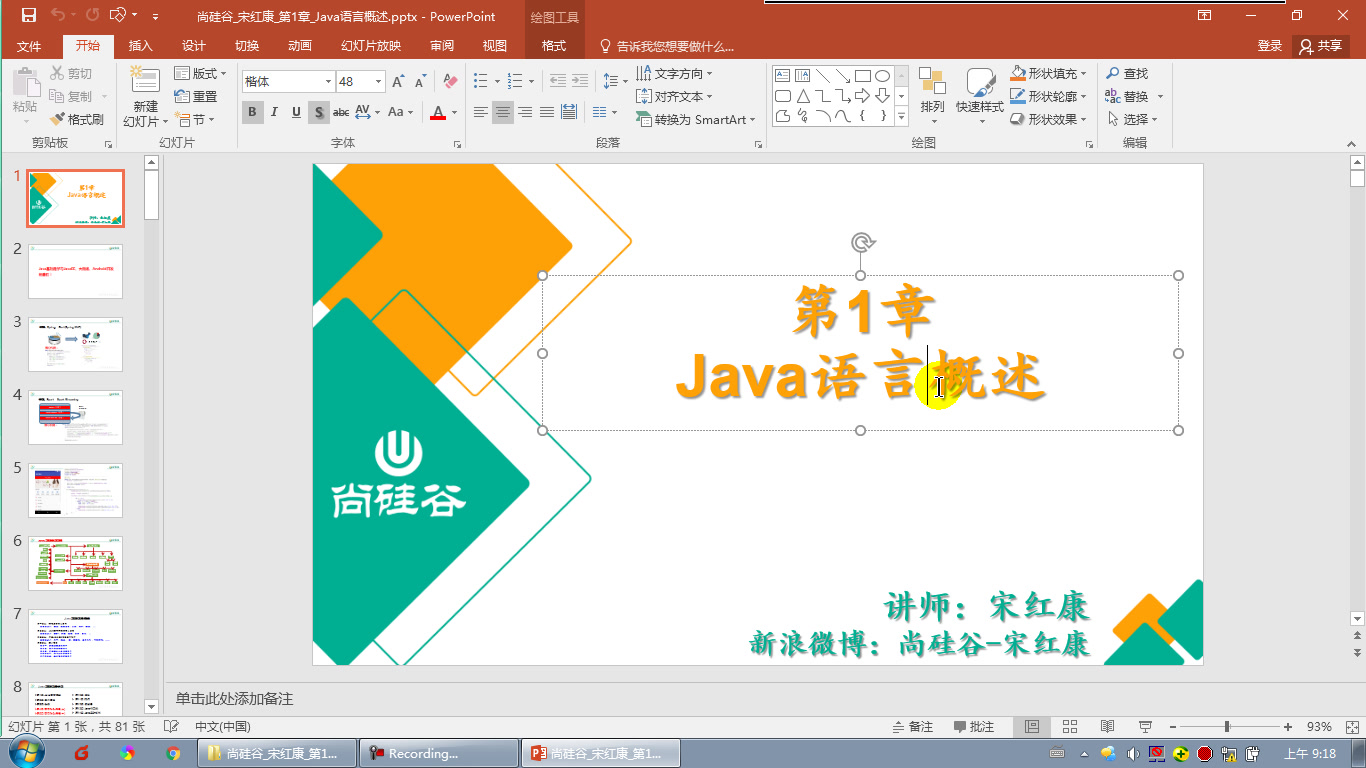 尚硅谷_宋红康_第1章_Java语言概述.pptx - PowerPoint
绘图工具
文件
开始
插入
设计
切换
动画
幻灯片放映
审阅
视图
格式
告诉我您想要做什么...
登录
共享
粘贴
剪切
复制
格式刷
剪贴板
新建
幻灯片
版式
重置
节
幻灯片
楷体
48
B I U S abc AV Aa A
字体
文字方向
对齐文本
转换为 SmartArt
段落
排列
快速样式
形状填充
形状轮廓
形状效果
绘图
查找
替换
选择
编辑
1
2
3
4
5
6
7
8
第1章
Java语言概述
尚硅谷
讲师：宋红康
新浪微博：尚硅谷-宋红康
单击此处添加备注
幻灯片 第 1 张，共 81 张
中文(中国)
备注
批注
93%
尚硅谷_宋红康_第1...
Recording...
尚硅谷_宋红康_第1...
上午 9:18